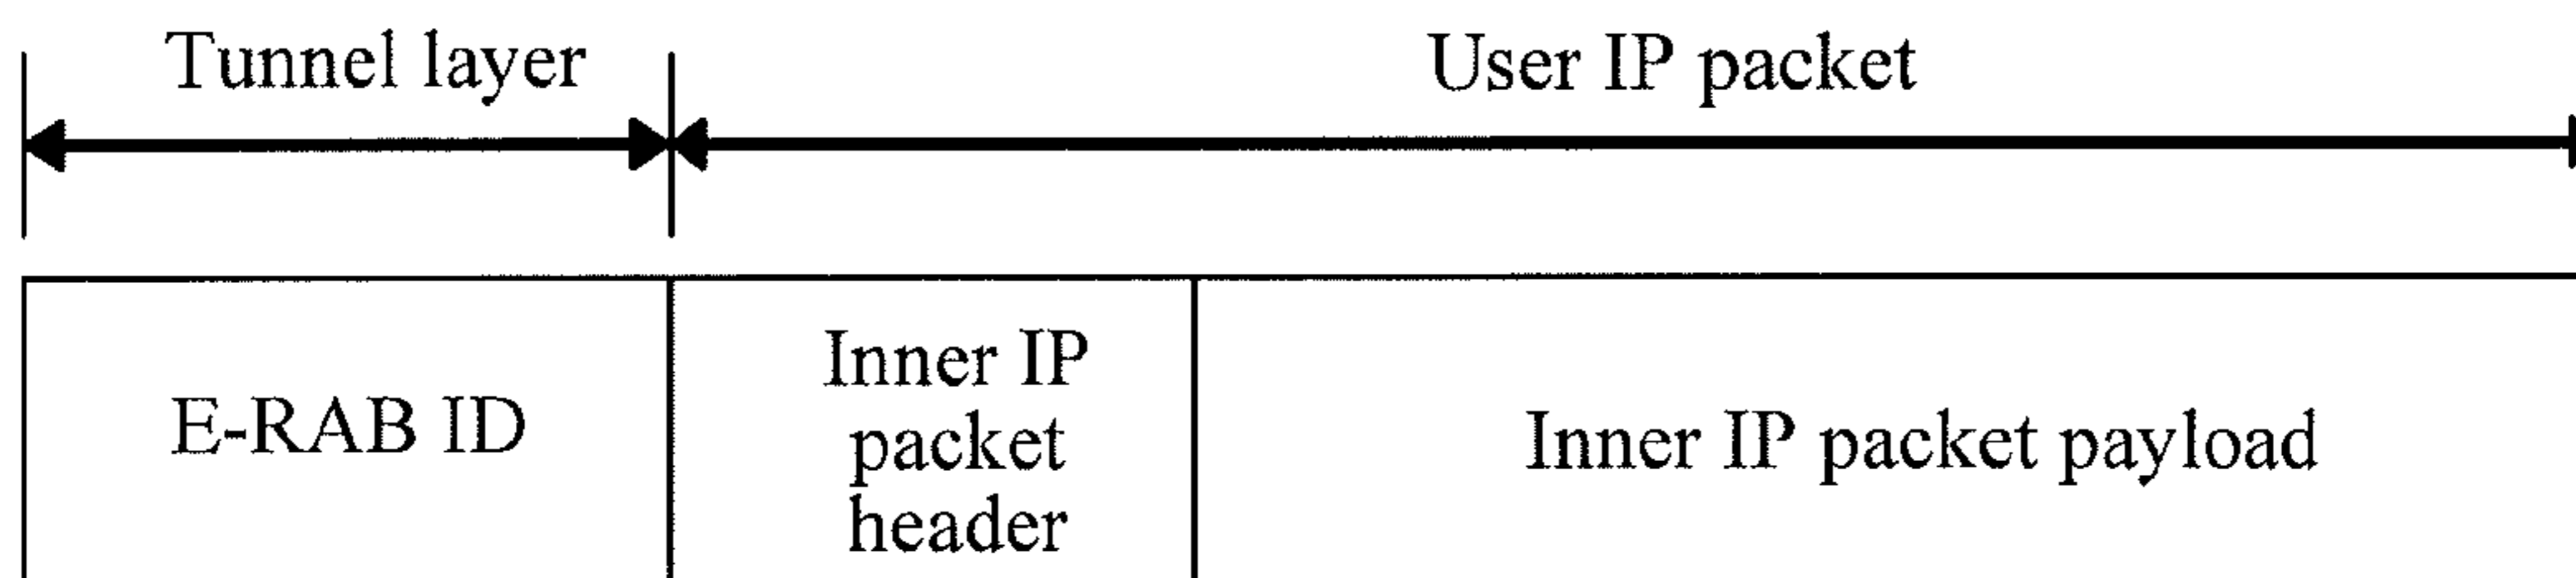 Tunnel layer
User IP packet
E-RAB ID
Inner IP
packet
header
Inner IP packet payload